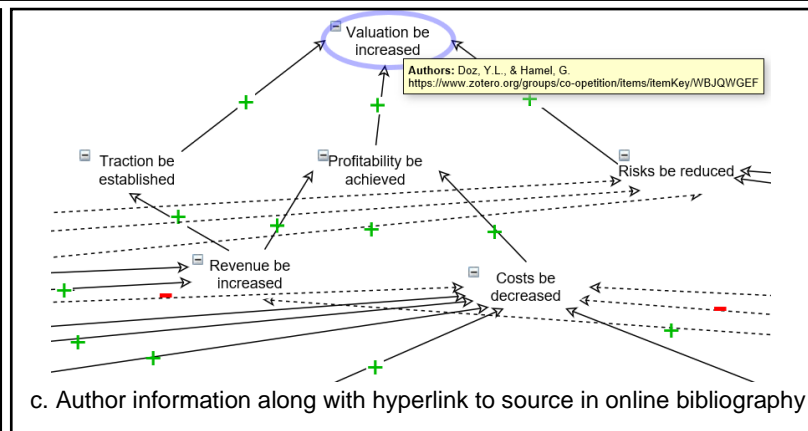 Valuation be
increased
Authors: Doz, Y.L., & Hamel, G.
https://www.zotero.org/groups/co-opetition/items/itemKey/WBJQWGEF
Traction be
established
Profitability be
achieved
Risks be reduced
Revenue be
increased
Costs be
decreased
c. Author information along with hyperlink to source in online bibliography